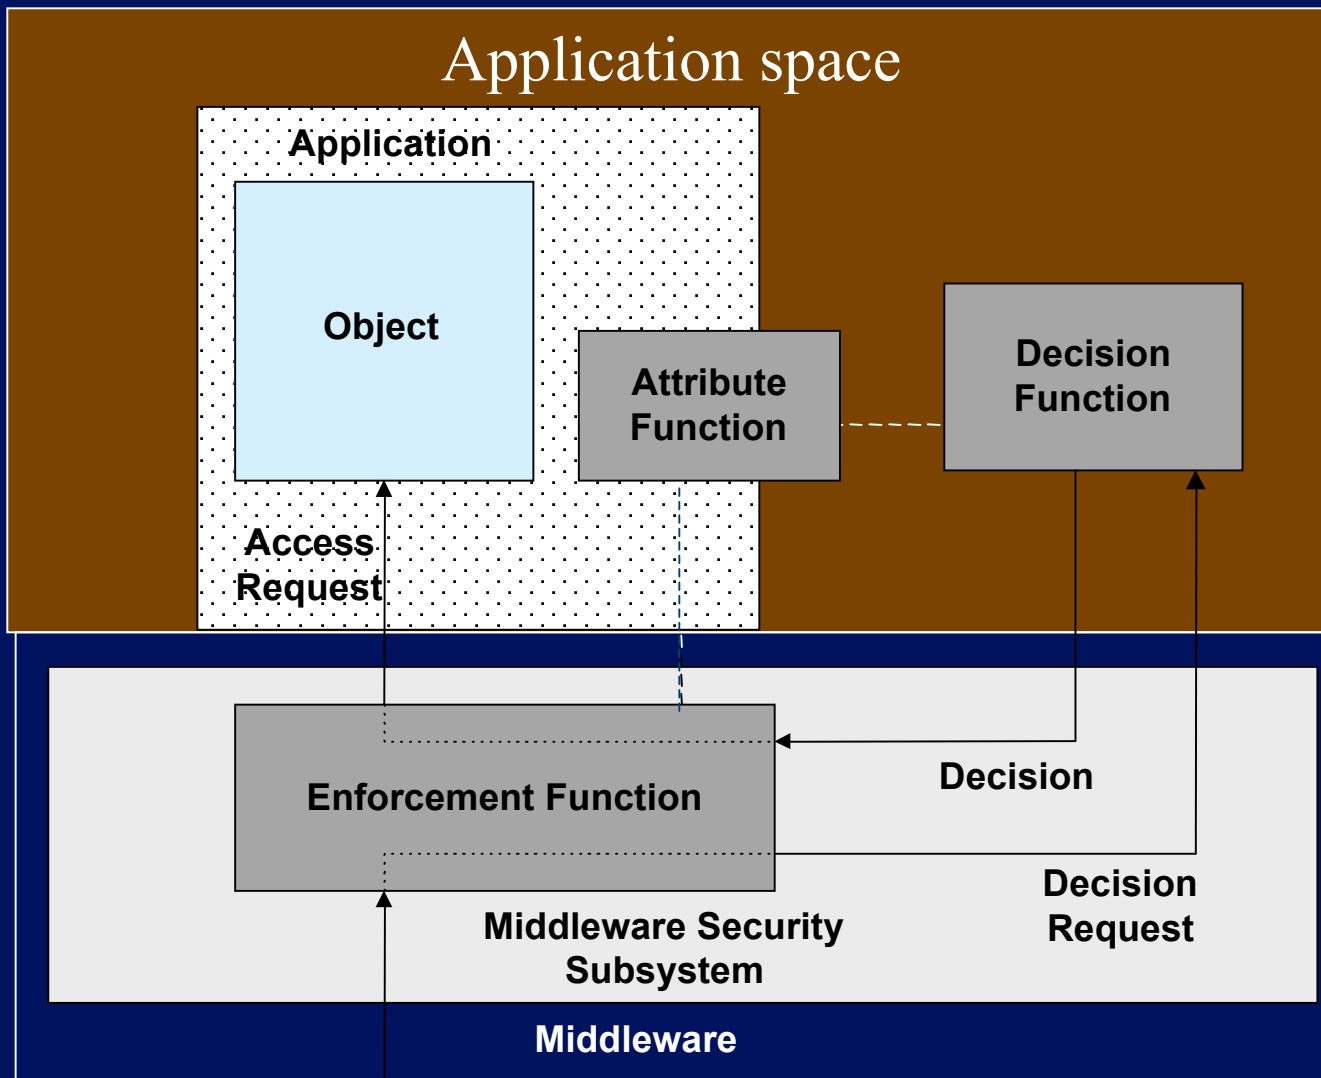 Application space
Application
Object
Attribute
Function
Decision
Function
Access
Request
Enforcement Function
Decision
Decision
Request
Middleware Security
Subsystem
Middleware